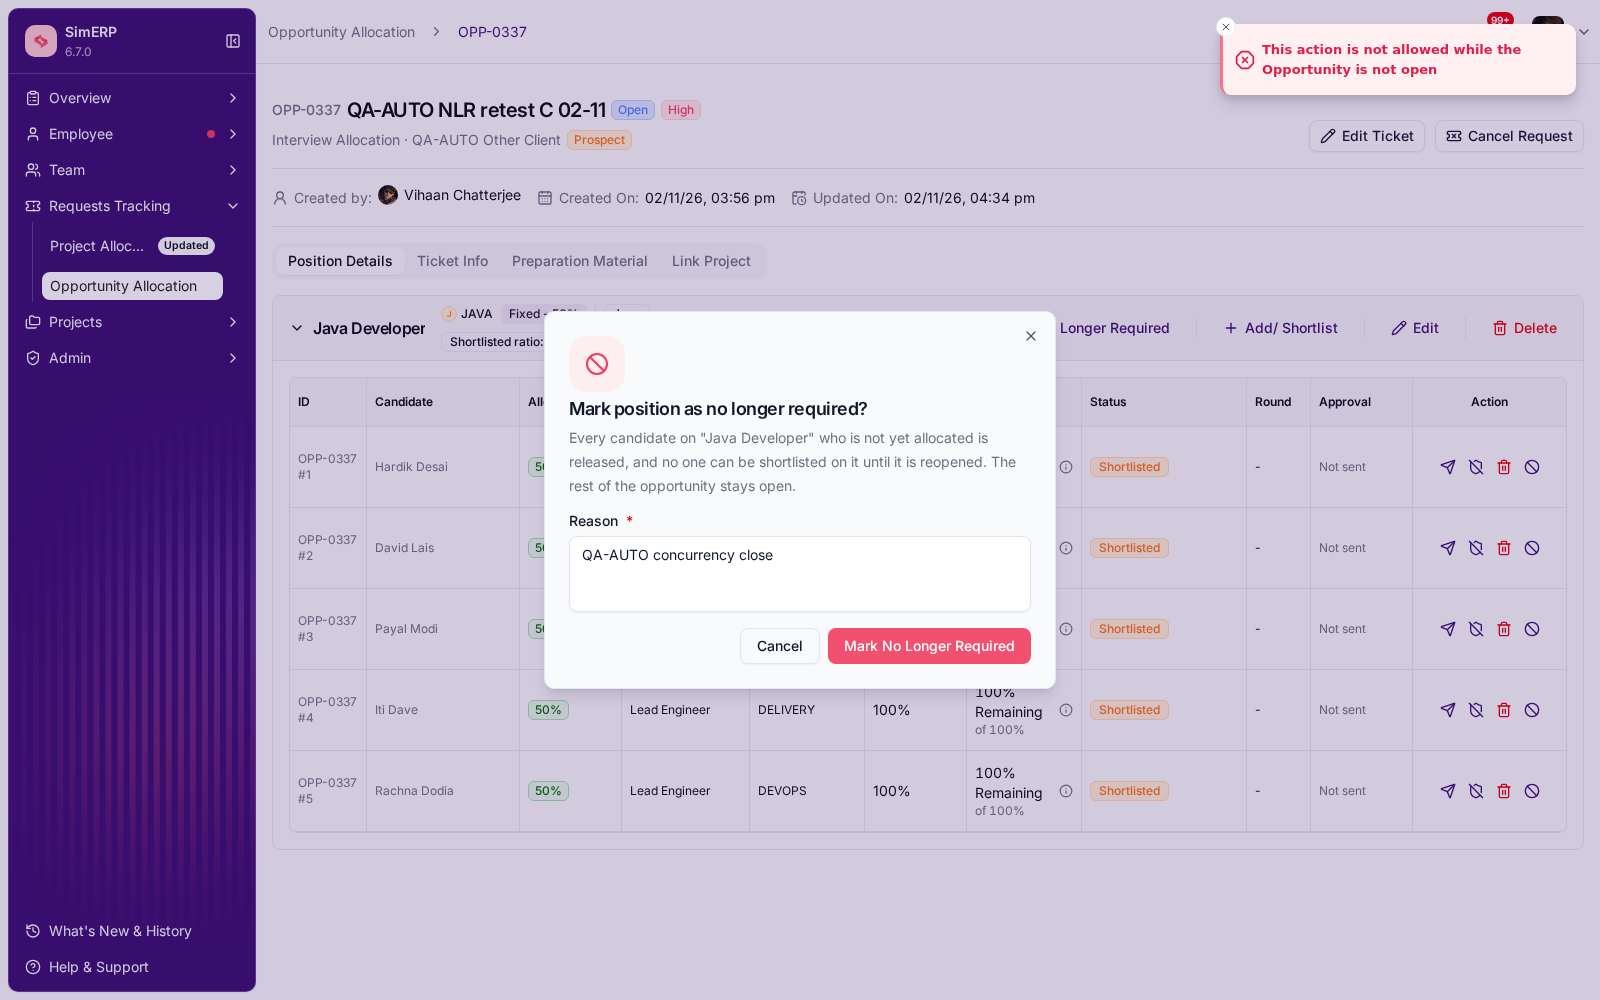 SimERP
6.7.0
Overview
Employee
Team
Requests Tracking
Project Alloc... Updated
Opportunity Allocation
Projects
Admin
What's New & History
Help & Support
Opportunity Allocation > OPP-0337
99+
This action is not allowed while the
Opportunity is not open
OPP-0337 QA-AUTO NLR retest C 02-11 Open High
Interview Allocation · QA-AUTO Other Client Prospect
Edit Ticket Cancel Request
Created by: Vihaan Chatterjee Created On: 02/11/26, 03:56 pm Updated On: 02/11/26, 04:34 pm
Position Details Ticket Info Preparation Material Link Project
Java Developer J JAVA Fixed - 50%
Shortlisted ratio:
Longer Required Add/ Shortlist Edit Delete
ID Candidate Status Round Approval Action
OPP-0337
#1 Hardik Desai Shortlisted - Not sent
OPP-0337
#2 David Lais Shortlisted - Not sent
OPP-0337
#3 Payal Modi Shortlisted - Not sent
OPP-0337
#4 Iti Dave 50% Lead Engineer DELIVERY 100% 100%
Remaining
of 100% Shortlisted - Not sent
OPP-0337
#5 Rachna Dodia 50% Lead Engineer DEVOPS 100% 100%
Remaining
of 100% Shortlisted - Not sent
Mark position as no longer required?
Every candidate on "Java Developer" who is not yet allocated is
released, and no one can be shortlisted on it until it is reopened. The
rest of the opportunity stays open.
Reason *
QA-AUTO concurrency close
Cancel Mark No Longer Required